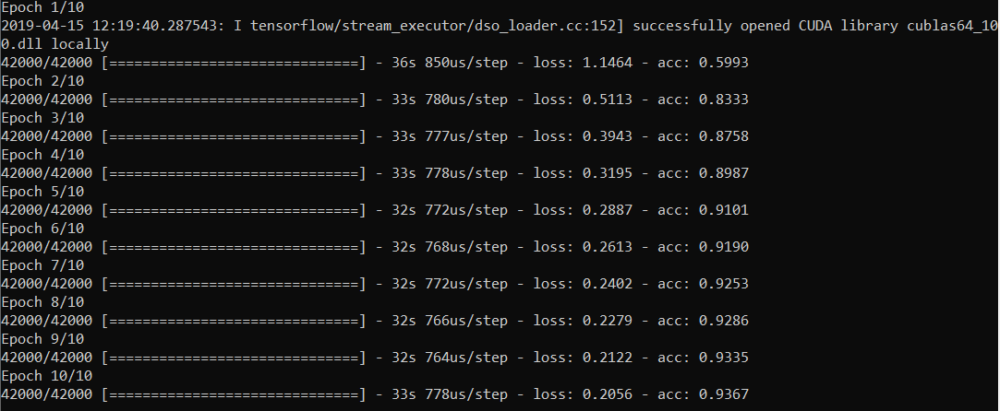 Epoch 1/10
2019-04-15 12:19:40.287543: I tensorflow/stream_executor/dso_loader.cc:152] successfully opened CUDA library cublas64_10
0.dll locally
42000/42000 [==============================] - 36s 850us/step - loss: 1.1464 - acc: 0.5993
Epoch 2/10
42000/42000 [==============================] - 33s 780us/step - loss: 0.5113 - acc: 0.8333
Epoch 3/10
42000/42000 [==============================] - 33s 777us/step - loss: 0.3943 - acc: 0.8758
Epoch 4/10
42000/42000 [==============================] - 33s 778us/step - loss: 0.3195 - acc: 0.8987
Epoch 5/10
42000/42000 [==============================] - 32s 772us/step - loss: 0.2887 - acc: 0.9101
Epoch 6/10
42000/42000 [==============================] - 32s 768us/step - loss: 0.2613 - acc: 0.9190
Epoch 7/10
42000/42000 [==============================] - 32s 772us/step - loss: 0.2402 - acc: 0.9253
Epoch 8/10
42000/42000 [==============================] - 32s 766us/step - loss: 0.2279 - acc: 0.9286
Epoch 9/10
42000/42000 [==============================] - 32s 764us/step - loss: 0.2122 - acc: 0.9335
Epoch 10/10
42000/42000 [==============================] - 33s 778us/step - loss: 0.2056 - acc: 0.9367